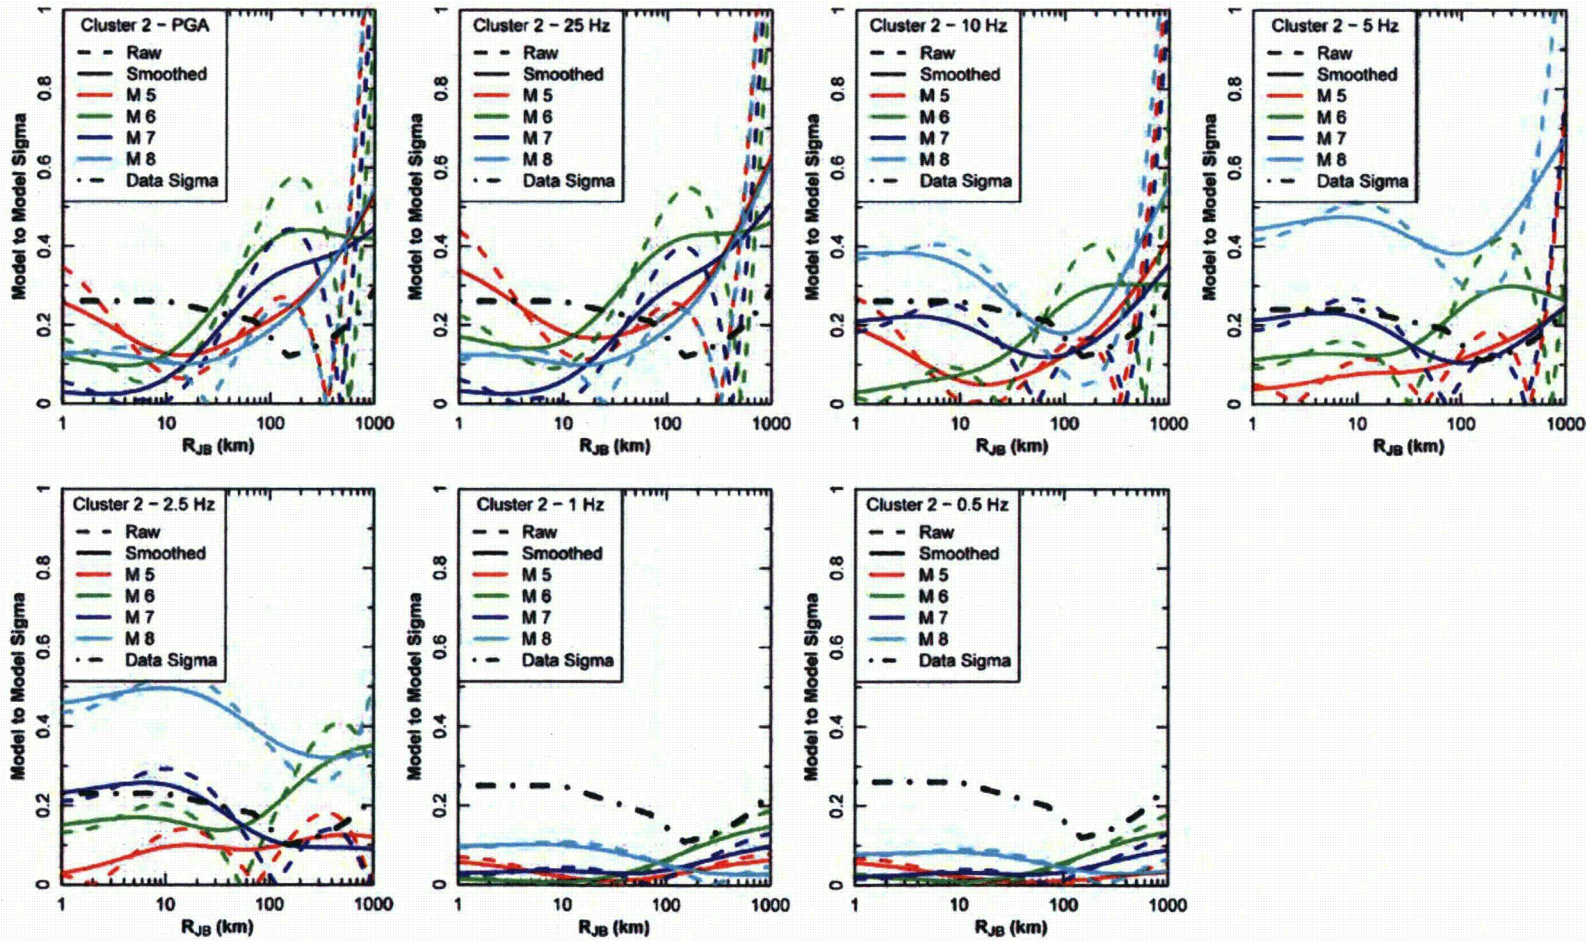 Cluster 2 – PGA
Raw
Smoothed
M 5
M 6
M 7
M 8
Data Sigma
Model to Model Sigma
0 0.2 0.4 0.6 0.8 1
1 10 100 1000
RJB (km)
Cluster 2 – 25 Hz
Raw
Smoothed
M 5
M 6
M 7
M 8
Data Sigma
Model to Model Sigma
0 0.2 0.4 0.6 0.8 1
1 10 100 1000
RJB (km)
Cluster 2 – 10 Hz
Raw
Smoothed
M 5
M 6
M 7
M 8
Data Sigma
Model to Model Sigma
0 0.2 0.4 0.6 0.8 1
1 10 100 1000
RJB (km)
Cluster 2 – 5 Hz
Raw
Smoothed
M 5
M 6
M 7
M 8
Data Sigma
Model to Model Sigma
0 0.2 0.4 0.6 0.8 1
1 10 100 1000
RJB (km)
Cluster 2 – 2.5 Hz
Raw
Smoothed
M 5
M 6
M 7
M 8
Data Sigma
Model to Model Sigma
0 0.2 0.4 0.6 0.8 1
1 10 100 1000
RJB (km)
Cluster 2 – 1 Hz
Raw
Smoothed
M 5
M 6
M 7
M 8
Data Sigma
Model to Model Sigma
0 0.2 0.4 0.6 0.8 1
1 10 100 1000
RJB (km)
Cluster 2 – 0.5 Hz
Raw
Smoothed
M 5
M 6
M 7
M 8
Data Sigma
Model to Model Sigma
0 0.2 0.4 0.6 0.8 1
1 10 100 1000
RJB (km)